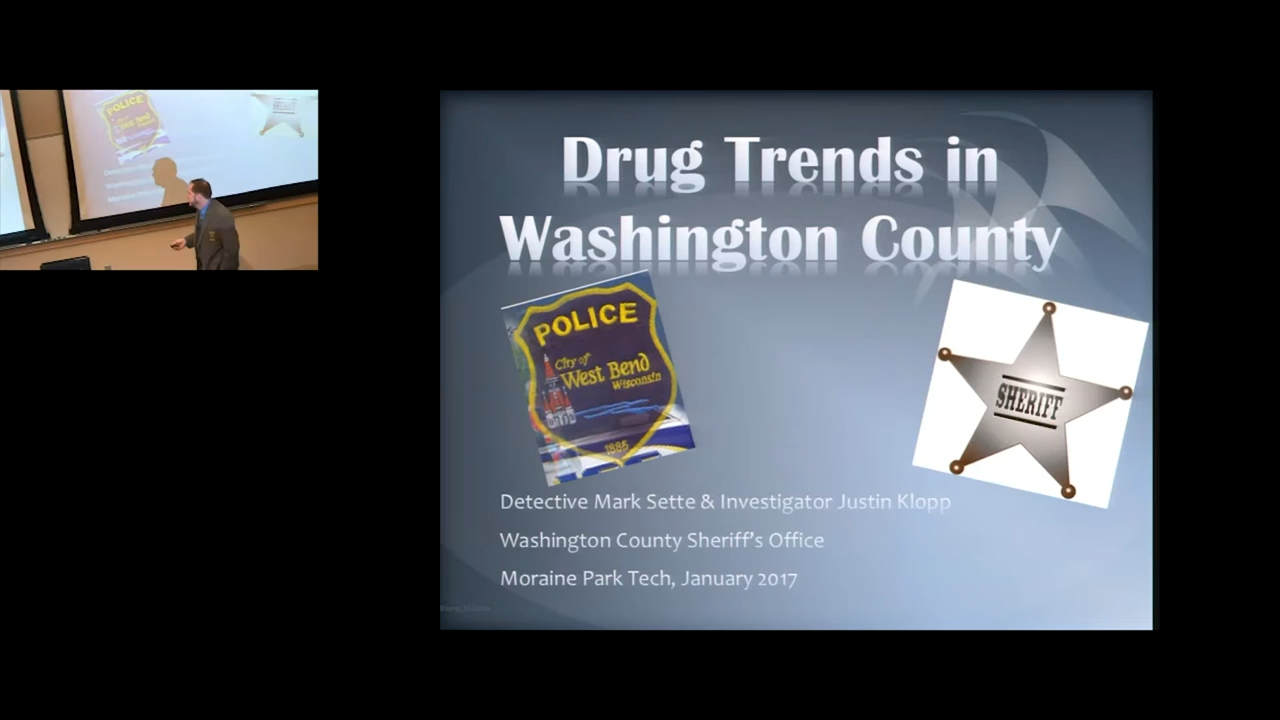 Drug Trends in
Washington County
POLICE
City of
West Bend
Wisconsin
1885
SHERIFF
Detective Mark Sette & Investigator Justin Klopp
Washington County Sheriff's Office
Moraine Park Tech, January 2017
POLICE